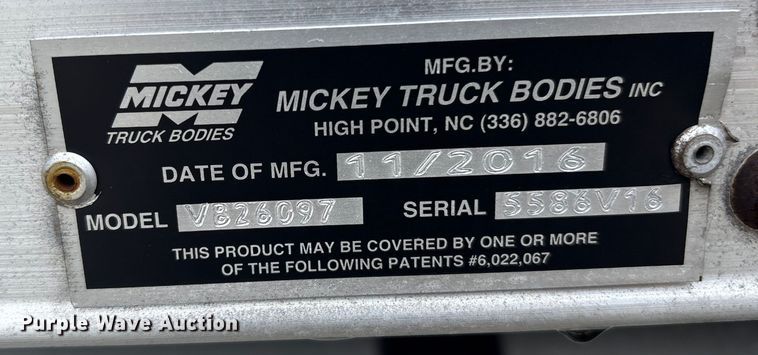 MICKEY
TRUCK BODIES
MFG.BY:
MICKEY TRUCK BODIES INC
HIGH POINT, NC (336) 882-6806
DATE OF MFG. 11/2016
MODEL VB26097 SERIAL 5586V16
THIS PRODUCT MAY BE COVERED BY ONE OR MORE
OF THE FOLLOWING PATENTS #6,022,067
Purple Wave Auction